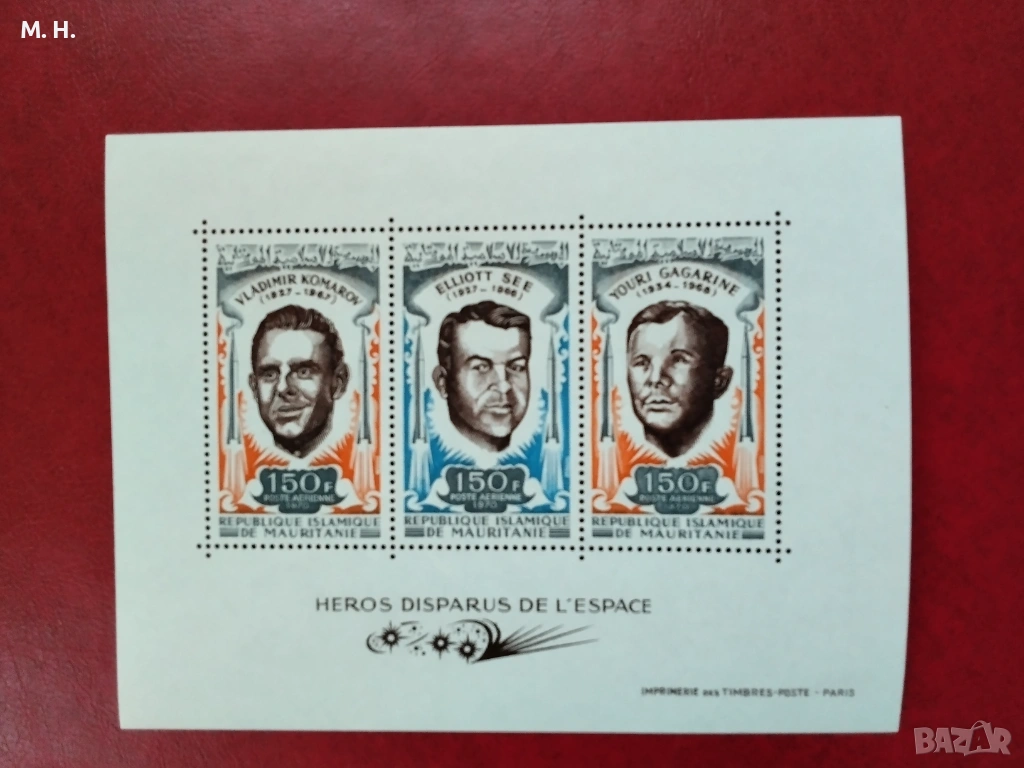 M. H.
VLADIMIR KOMAROV
(1927-1967)
150F
POSTE AERIENNE
1970
REPUBLIQUE ISLAMIQUE
DE MAURITANIE
ELLIOTT SEE
(1927-1966)
150F
POSTE AERIENNE
1970
REPUBLIQUE ISLAMIQUE
DE MAURITANIE
YOURI GAGARINE
(1934-1968)
150F
POSTE AERIENNE
REPUBLIQUE ISLAMIQUE
DE MAURITANIE
HEROS DISPARUS DE L'ESPACE
IMPRIMERIE DES TIMBRES-POSTE - PARIS
BAZAR